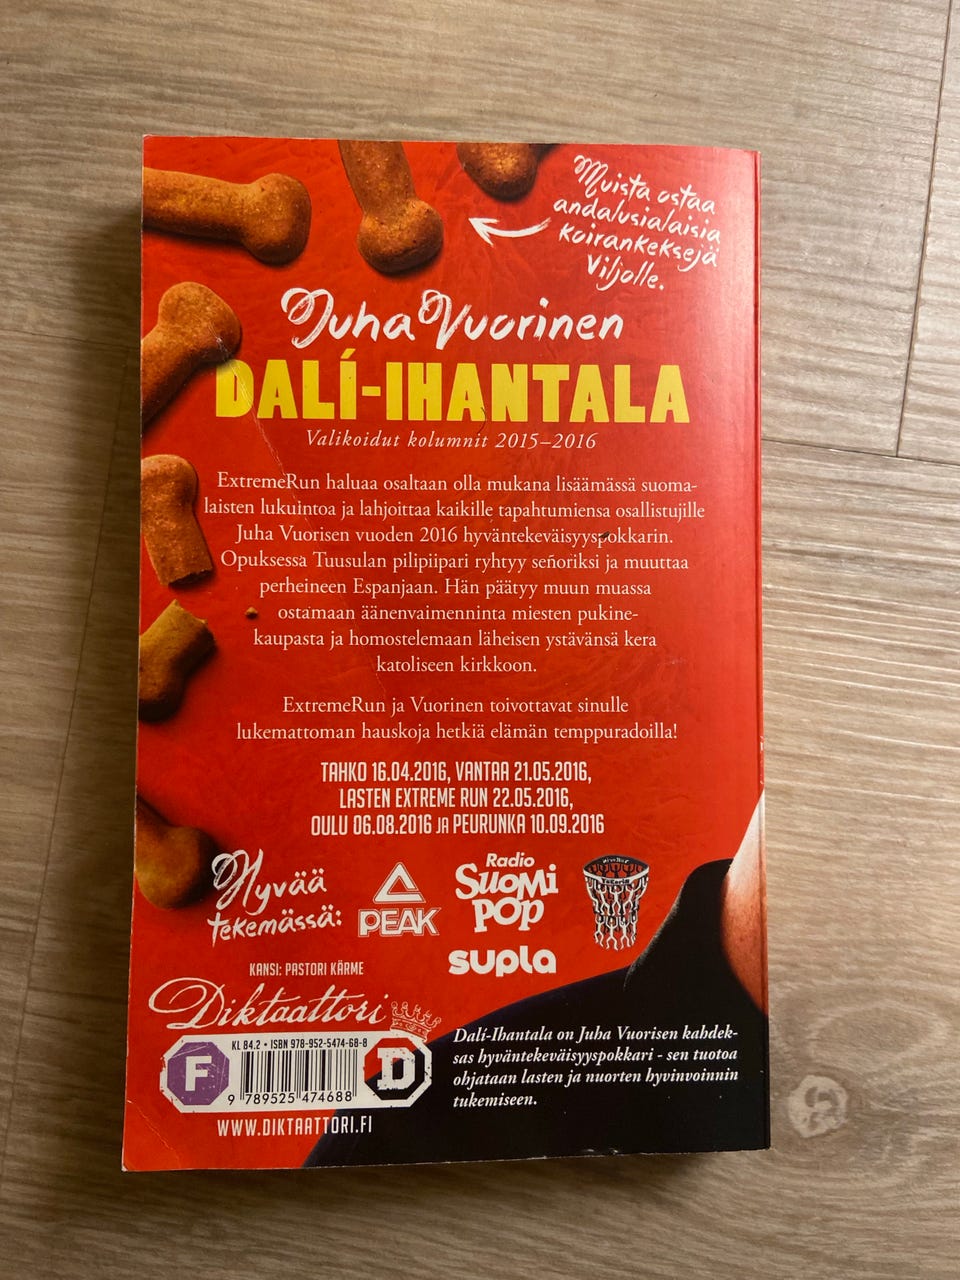 Muista ostaa
andalusialaisia
koirankeksejä
Viljolle.
Juha Vuorinen
DALÍ-IHANTALA
Valikoidut kolumnit 2015–2016
ExtremeRun haluaa osaltaan olla mukana lisäämässä suoma-
laisten lukuintoa ja lahjoittaa kaikille tapahtumiensa osallistujille
Juha Vuorisen vuoden 2016 hyväntekeväisyyspokkarin.
Opuksessa Tuusulan pilipiipari ryhtyy señoriksi ja muuttaa
perheineen Espanjaan. Hän päätyy muun muassa
ostamaan äänenvaimenninta miesten pukine-
kaupasta ja homostelemaan läheisen ystävänsä kera
katoliseen kirkkoon.
ExtremeRun ja Vuorinen toivottavat sinulle
lukemattoman hauskoja hetkiä elämän temppuradoilla!
TAHKO 16.04.2016, VANTAA 21.05.2016,
LASTEN EXTREME RUN 22.05.2016,
OULU 06.08.2016 JA PEURUNKA 10.09.2016
Hyvää
tekemässä:
PEAK
Radio
SUOMI
POP
supla
KANSI: PASTORI KÄRME
Diktaattori
KL 84.2 • ISBN 978-952-5474-68-8
F
D
9 789525 474688
WWW.DIKTAATTORI.FI
Dalí-Ihantala on Juha Vuorisen kahdek-
sas hyväntekeväisyyspokkari - sen tuotoa
ohjataan lasten ja nuorten hyvinvoinnin
tukemiseen.